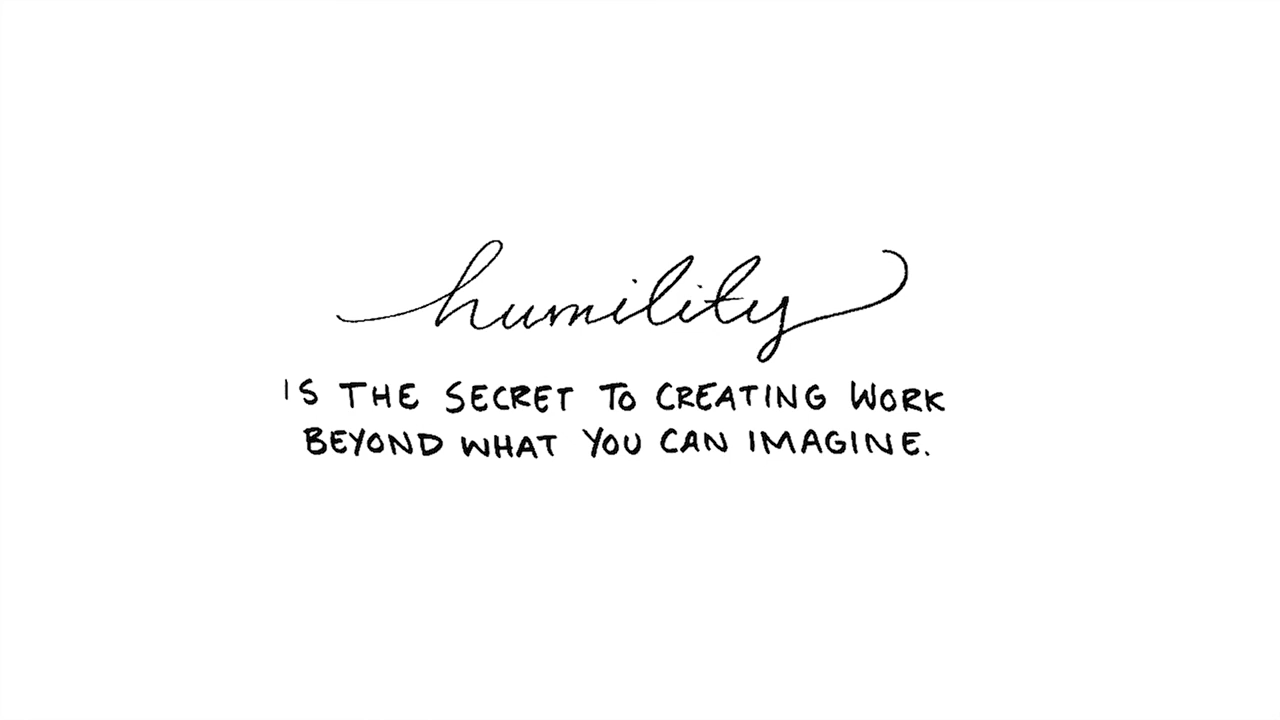 humility
IS THE SECRET TO CREATING WORK
BEYOND WHAT YOU CAN IMAGINE.